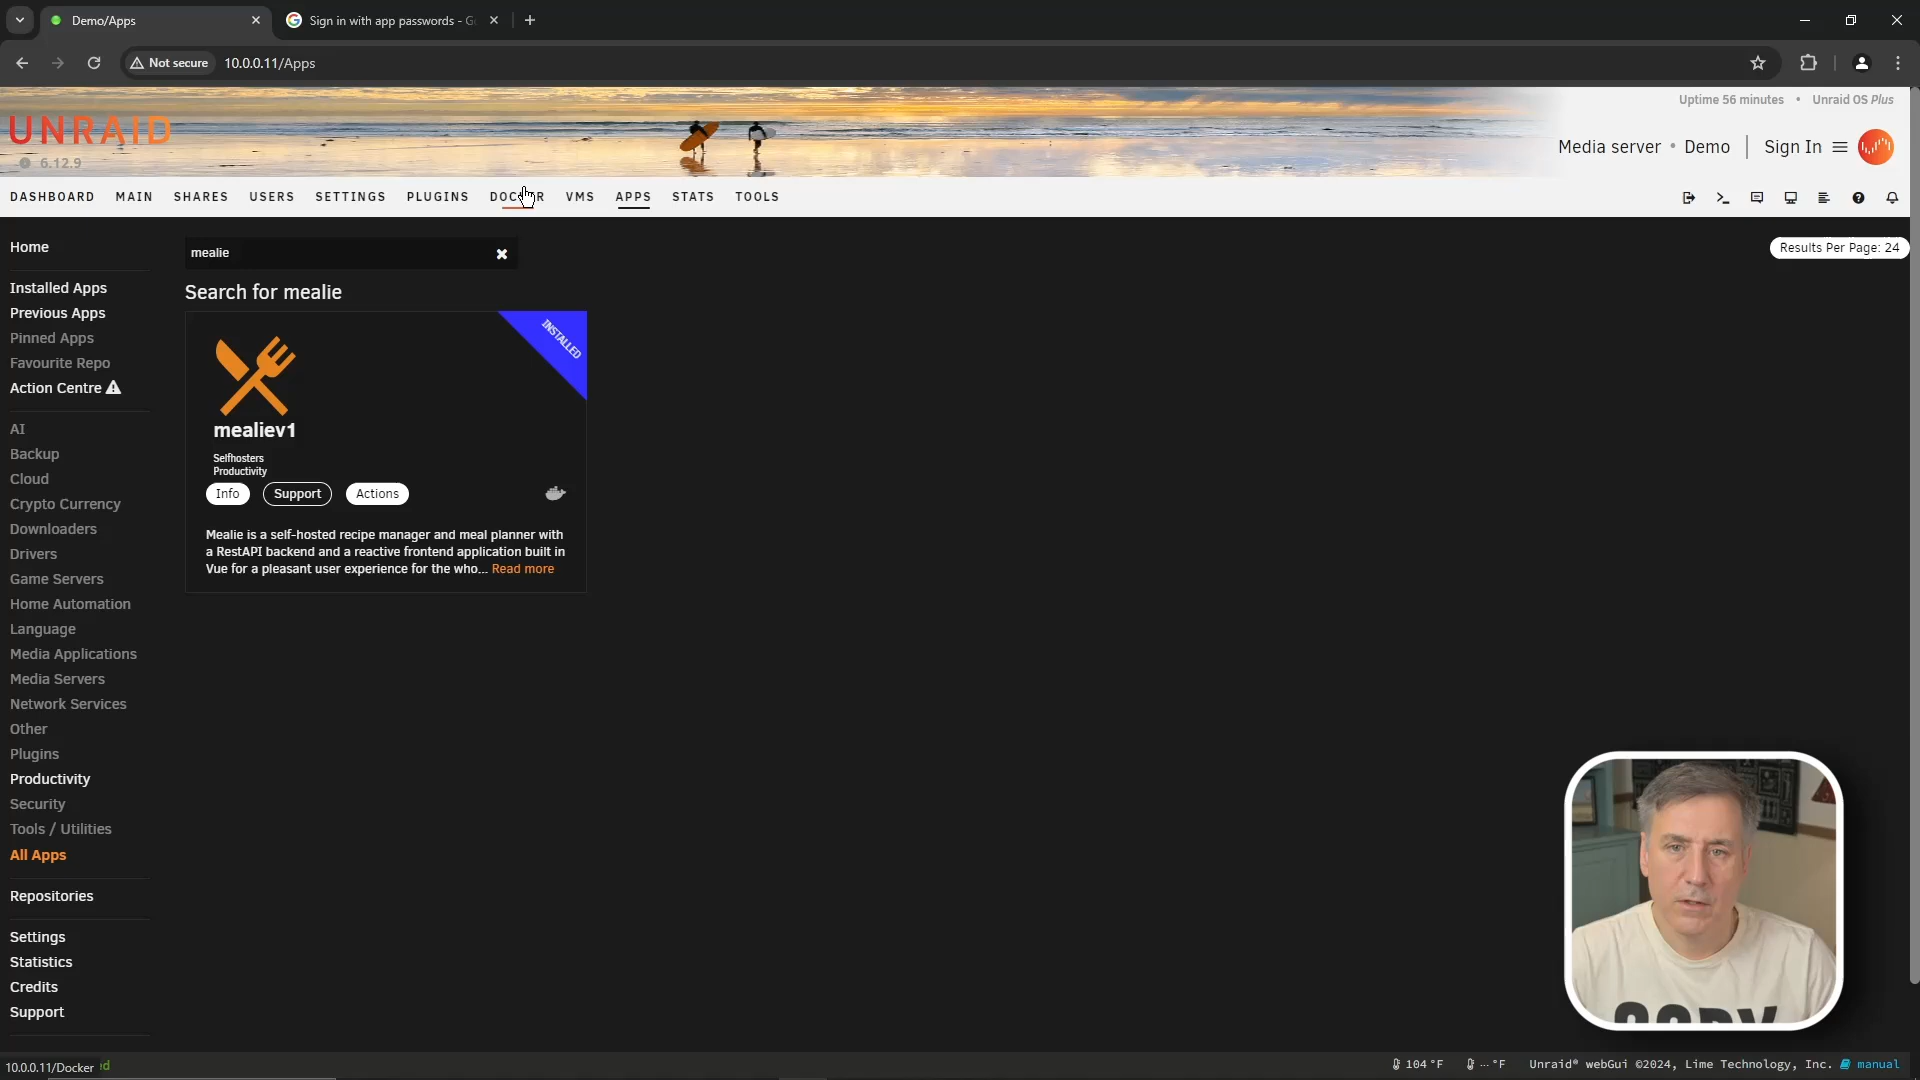 Demo/Apps
Sign in with app passwords - G
Not secure
10.0.0.11/Apps
Uptime 56 minutes • Unraid OS Plus
UNRAID
6.12.9
Media server • Demo
Sign In
DASHBOARD
MAIN
SHARES
USERS
SETTINGS
PLUGINS
DOCKER
VMS
APPS
STATS
TOOLS
Home
mealie
Results Per Page: 24
Installed Apps
Previous Apps
Pinned Apps
Favourite Repo
Action Centre
Search for mealie
INSTALLED
mealiev1
Selfhosters
Productivity
Info
Support
Actions
Mealie is a self-hosted recipe manager and meal planner with
a RestAPI backend and a reactive frontend application built in
Vue for a pleasant user experience for the who... Read more
AI
Backup
Cloud
Crypto Currency
Downloaders
Drivers
Game Servers
Home Automation
Language
Media Applications
Media Servers
Network Services
Other
Plugins
Productivity
Security
Tools / Utilities
All Apps
Repositories
Settings
Statistics
Credits
Support
10.0.0.11/Docker
104 °F
-- °F
Unraid® webGui ©2024, Lime Technology, Inc.
manual